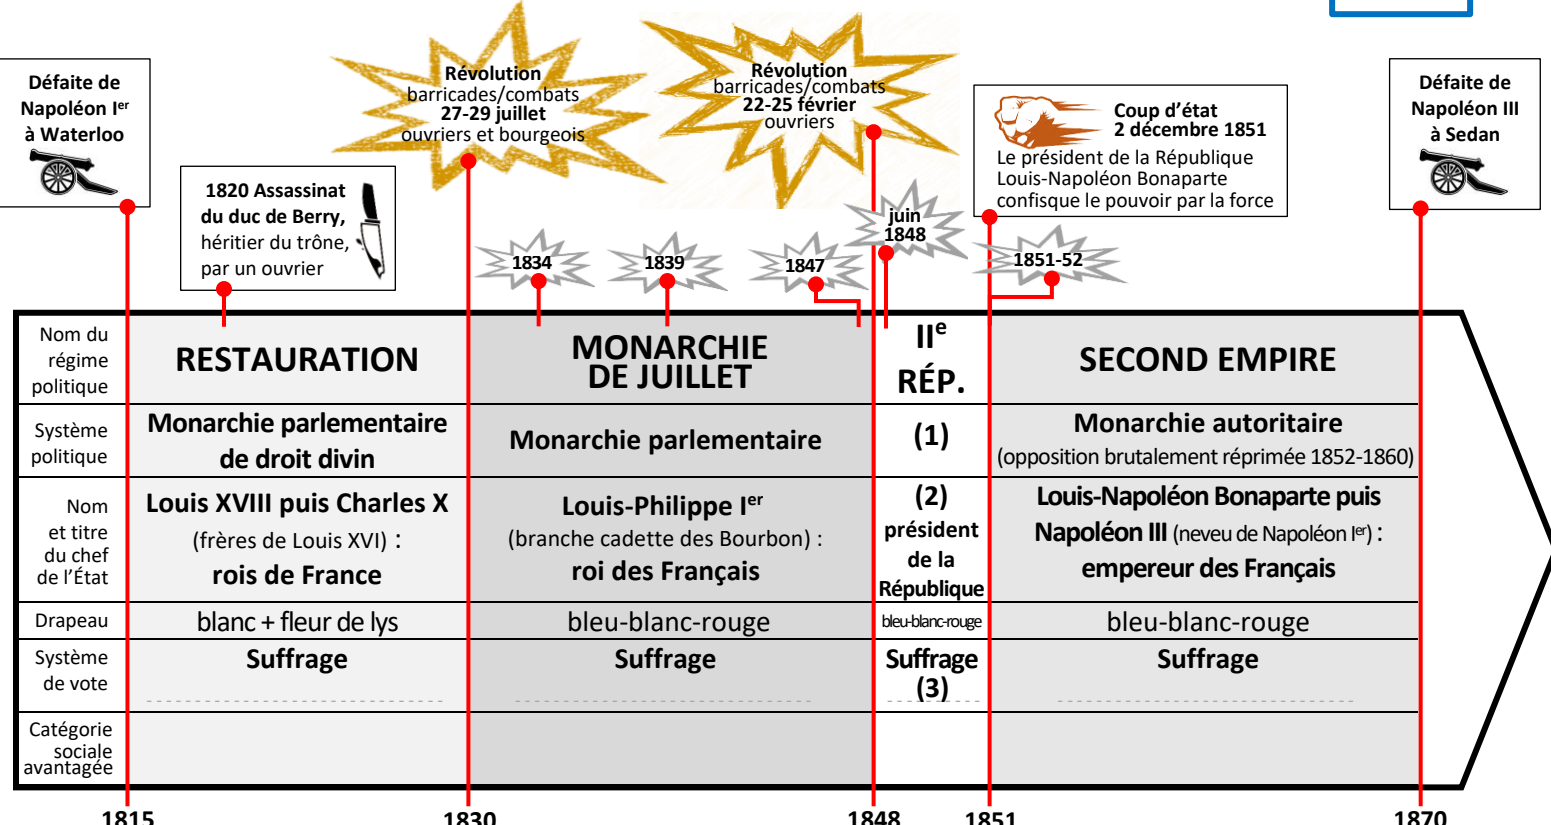 Défaite de
Napoléon Ier
à Waterloo
1820 Assassinat
du duc de Berry,
héritier du trône,
par un ouvrier
Révolution
barricades/combats
27-29 juillet
ouvriers et bourgeois
Révolution
barricades/combats
22-25 février
ouvriers
Coup d’état
2 décembre 1851
Le président de la République
Louis-Napoléon Bonaparte
confisque le pouvoir par la force
Défaite de
Napoléon III
à Sedan
1834
1839
1847
juin
1848
1851-52
Nom du
régime
politique
RESTAURATION
MONARCHIE
DE JUILLET
IIe
RÉP.
SECOND EMPIRE
Système
politique
Monarchie parlementaire
de droit divin
Monarchie parlementaire
(1)
Monarchie autoritaire
(opposition brutalement réprimée 1852-1860)
Nom
et titre
du chef
de l’État
Louis XVIII puis Charles X
(frères de Louis XVI) :
rois de France
Louis-Philippe Ier
(branche cadette des Bourbon) :
roi des Français
(2)
président
de la
République
Louis-Napoléon Bonaparte puis
Napoléon III (neveu de Napoléon Ier) :
empereur des Français
Drapeau
blanc + fleur de lys
bleu-blanc-rouge
bleu-blanc-rouge
bleu-blanc-rouge
Système
de vote
Suffrage
Suffrage
Suffrage
(3)
Suffrage
Catégorie
sociale
avantagée
1815
1830
1848
1851
1870